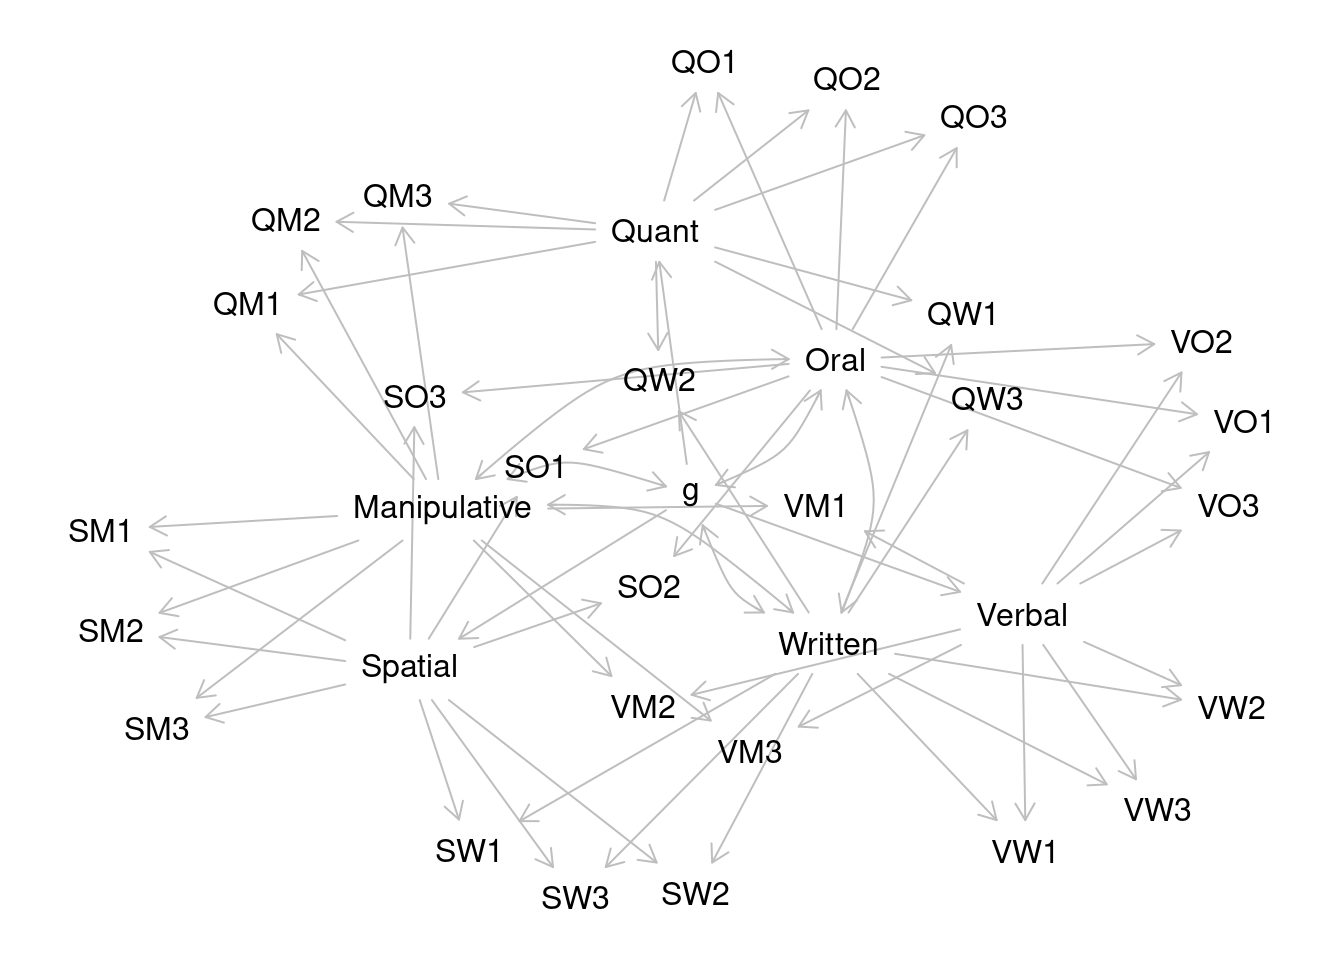 QO1
QO2
QO3
QM3
QM2
Quant
QM1
QW1
VO2
Oral
QW2
SO3
QW3
VO1
SO1
g
Manipulative
VM1
VO3
SM1
SO2
Verbal
SM2
Written
Spatial
VM2
VW2
SM3
VM3
VW3
SW1
VW1
SW3
SW2